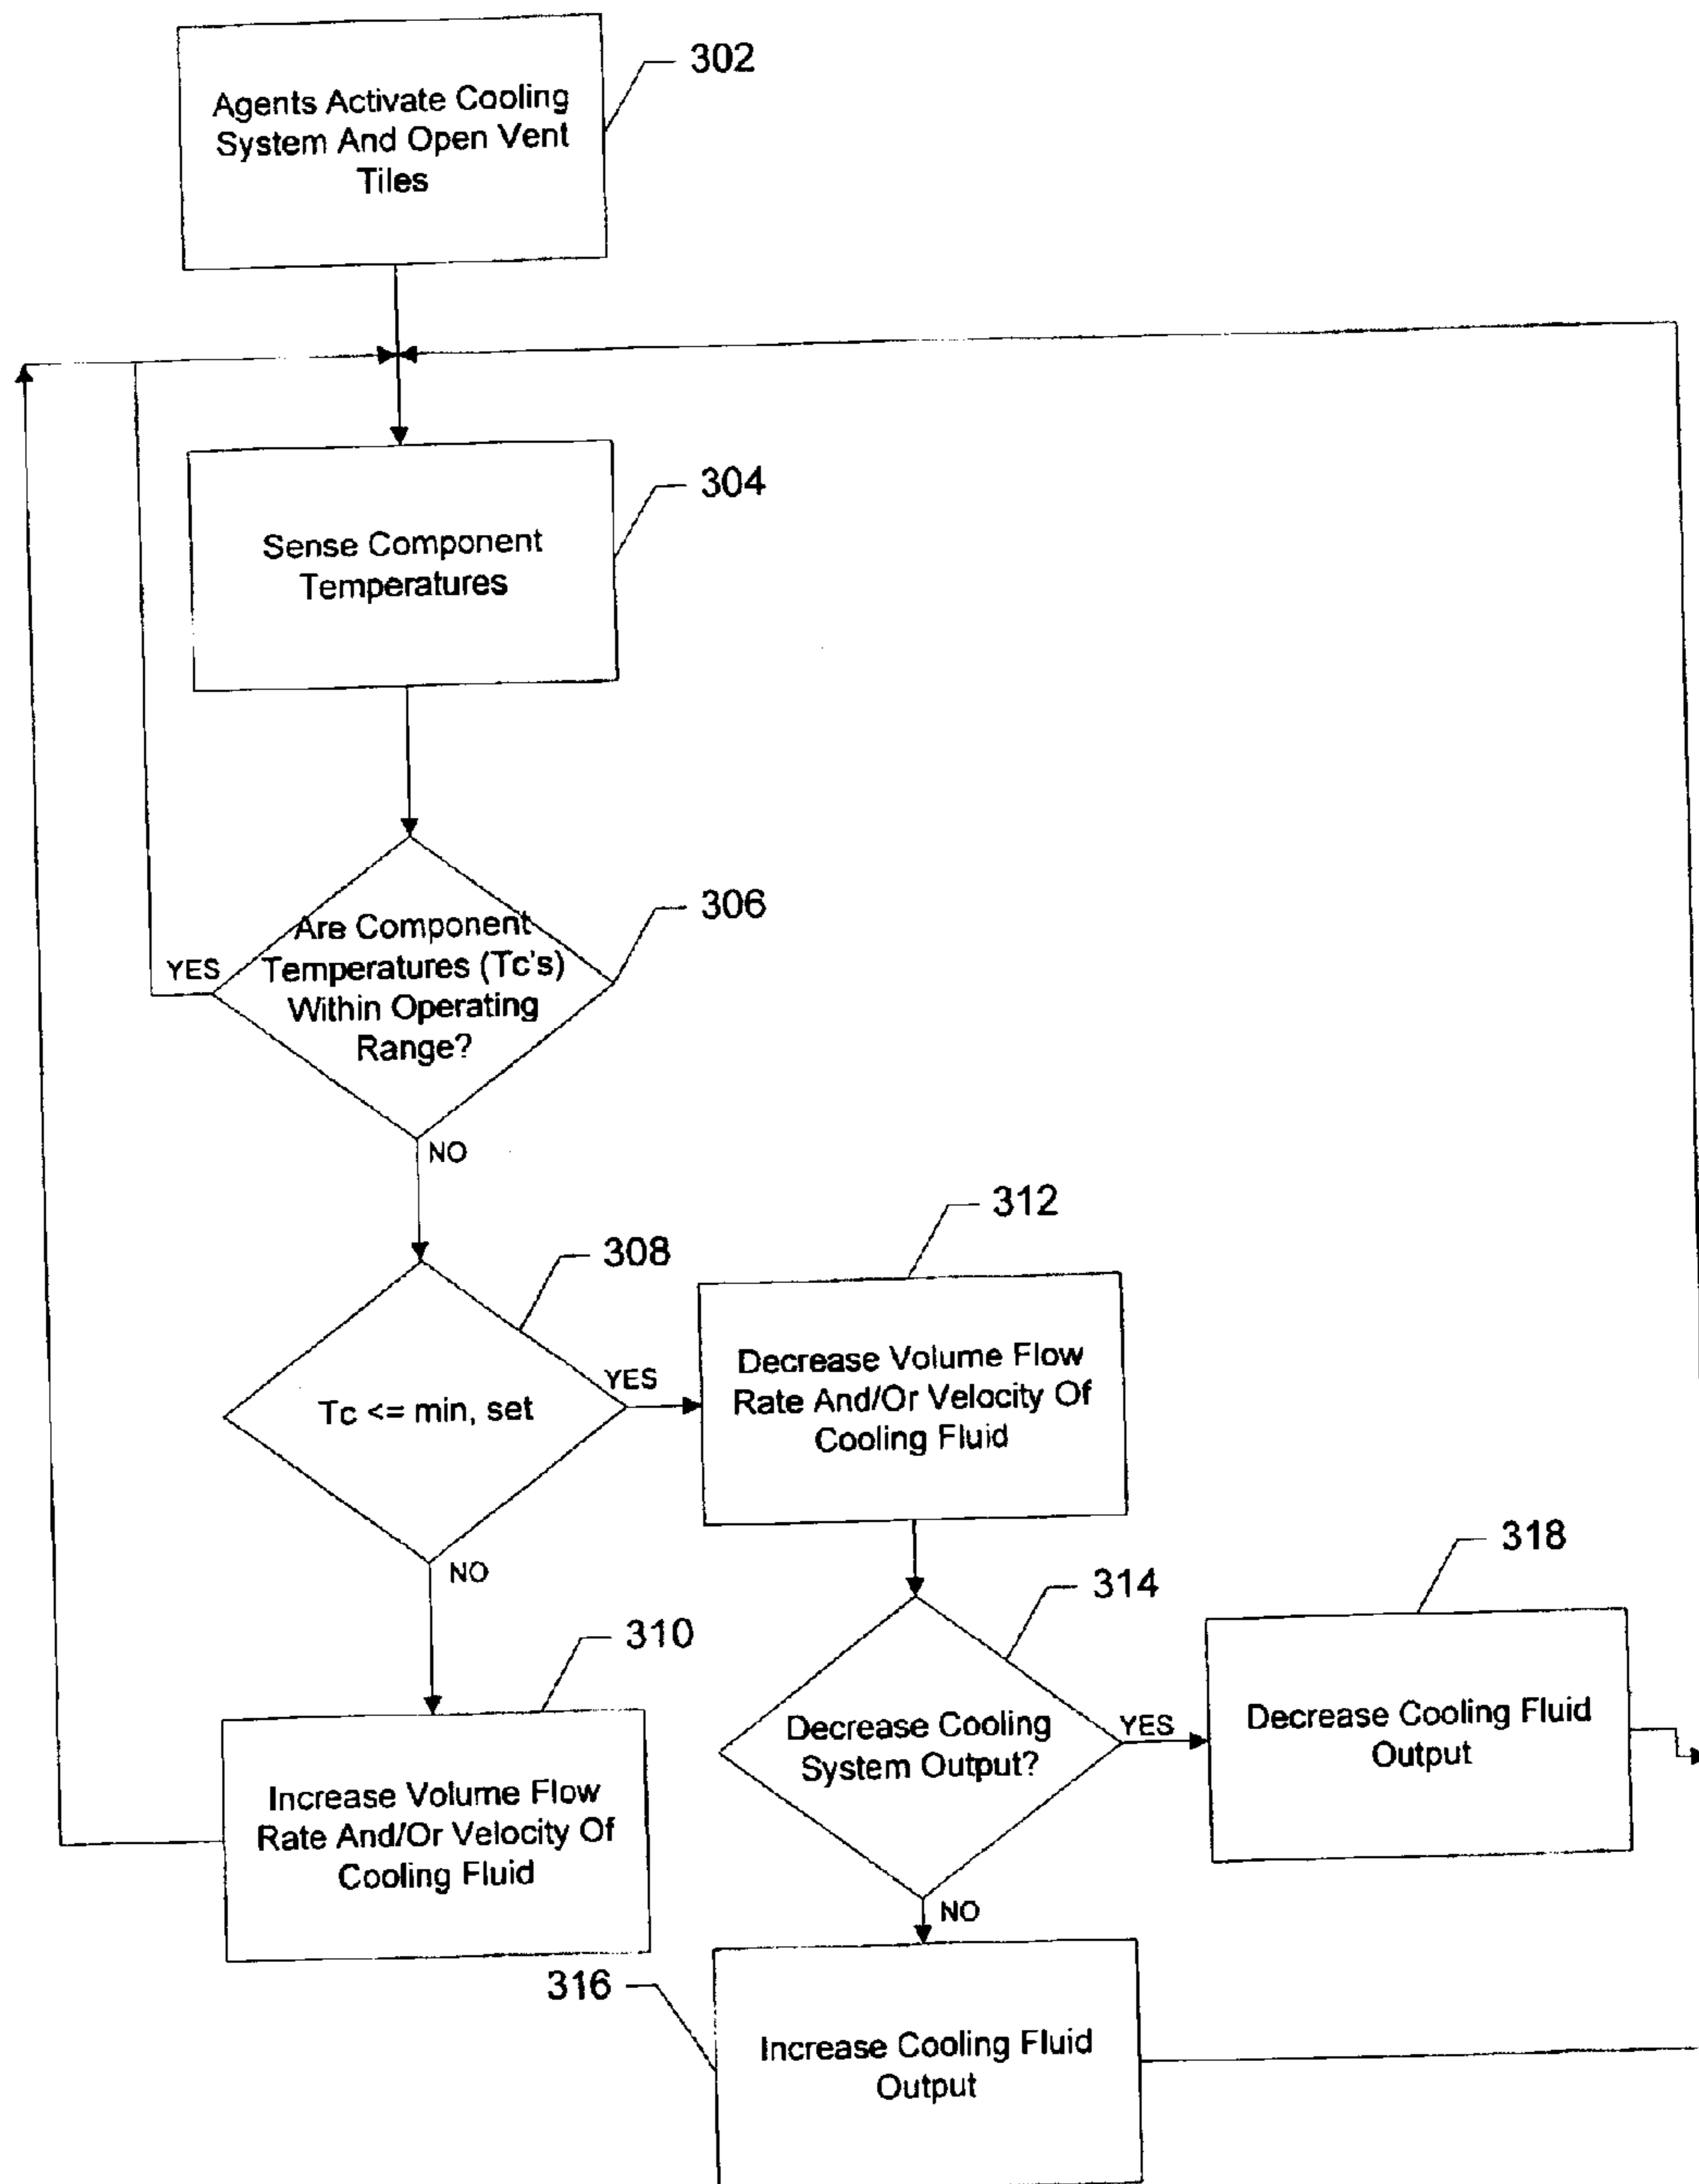 302
Agents Activate Cooling
System And Open Vent
Tiles
304
Sense Component
Temperatures
306
Are Component
Temperatures (Tc's)
Within Operating
Range?
YES
NO
308
Tc <= min, set
YES
NO
312
Decrease Volume Flow
Rate And/Or Velocity Of
Cooling Fluid
310
Increase Volume Flow
Rate And/Or Velocity Of
Cooling Fluid
314
Decrease Cooling
System Output?
YES
NO
318
Decrease Cooling Fluid
Output
316
Increase Cooling Fluid
Output